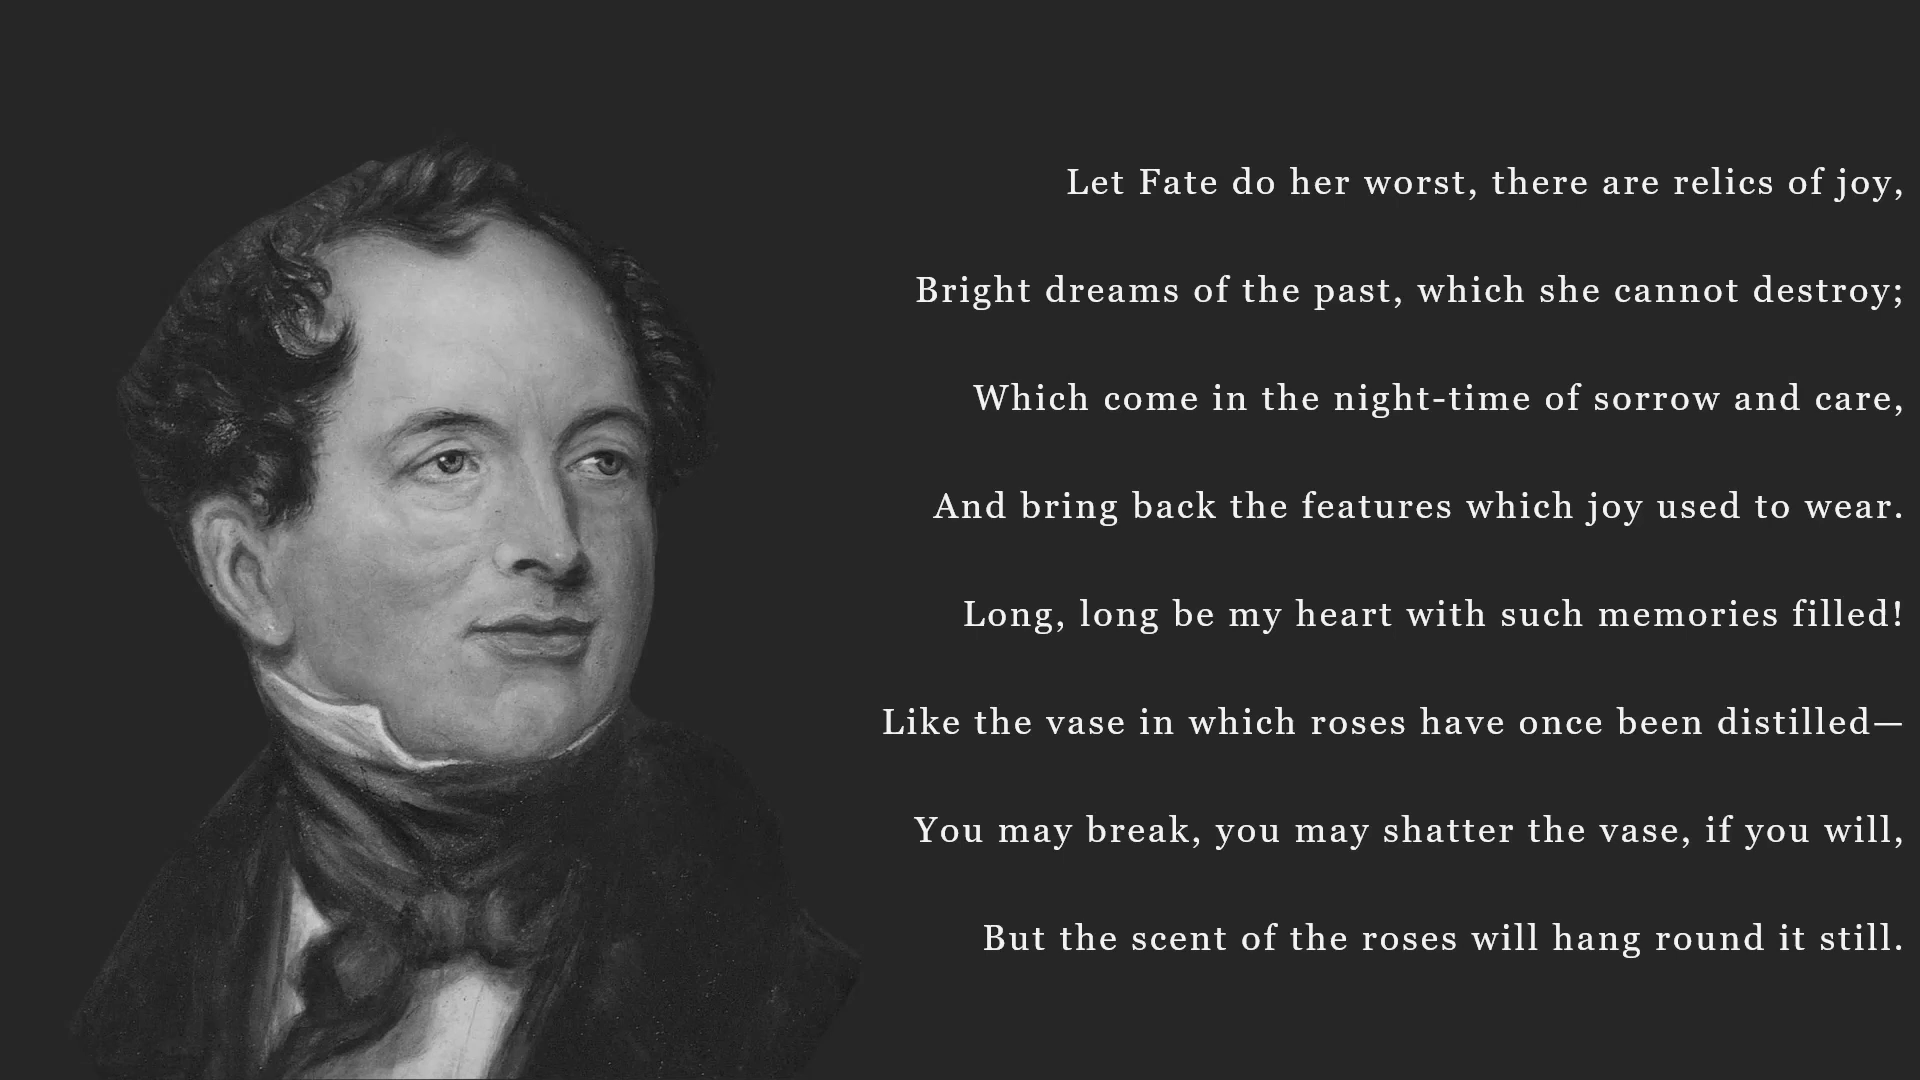 Let Fate do her worst, there are relics of joy,
Bright dreams of the past, which she cannot destroy;
Which come in the night-time of sorrow and care,
And bring back the features which joy used to wear.
Long, long be my heart with such memories filled!
Like the vase in which roses have once been distilled—
You may break, you may shatter the vase, if you will,
But the scent of the roses will hang round it still.